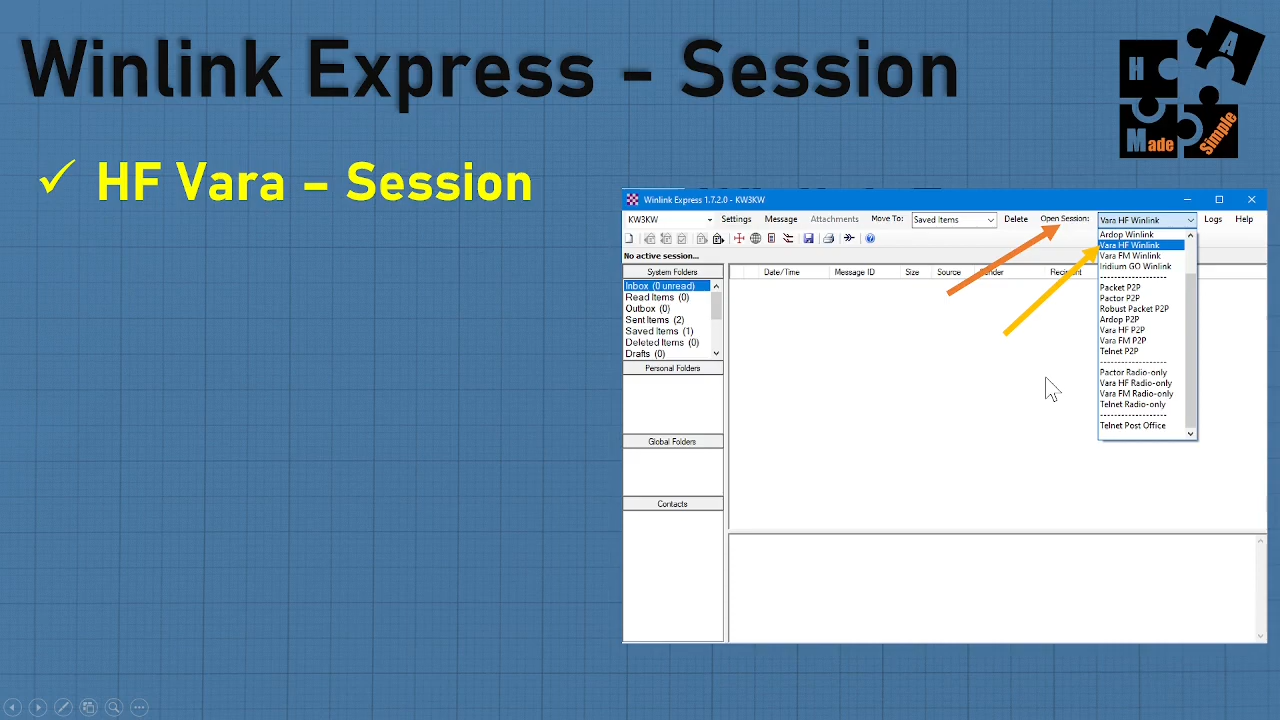 Winlink Express – Session
H A
Made Simple
✓ HF Vara – Session
Winlink Express 1.7.2.0 - KW3KW
KW3KW Settings Message Attachments Move To: Saved Items Delete Open Session: Vara HF Winlink Logs Help
No active session...
System Folders
Date/Time Message ID Size Source Sender Recipient
Inbox (0 unread)
Read Items (0)
Outbox (0)
Sent Items (2)
Saved Items (1)
Deleted Items (0)
Drafts (0)
Personal Folders
Global Folders
Contacts
Ardop Winlink
Vara HF Winlink
Vara FM Winlink
Iridium GO Winlink
-------------------
Packet P2P
Pactor P2P
Robust Packet P2P
Ardop P2P
Vara HF P2P
Vara FM P2P
Telnet P2P
-------------------
Pactor Radio-only
Vara HF Radio-only
Vara FM Radio-only
Telnet Radio-only
-------------------
Telnet Post Office